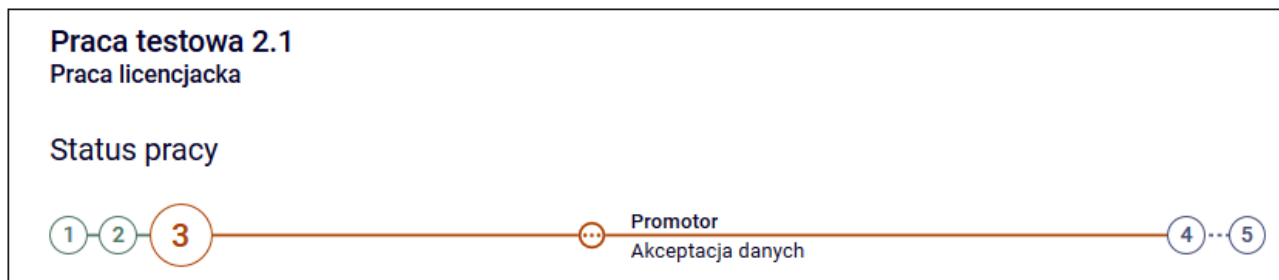 Praca testowa 2.1
Praca licencjacka
Status pracy
1 2 3 Promotor 4 5
Akceptacja danych